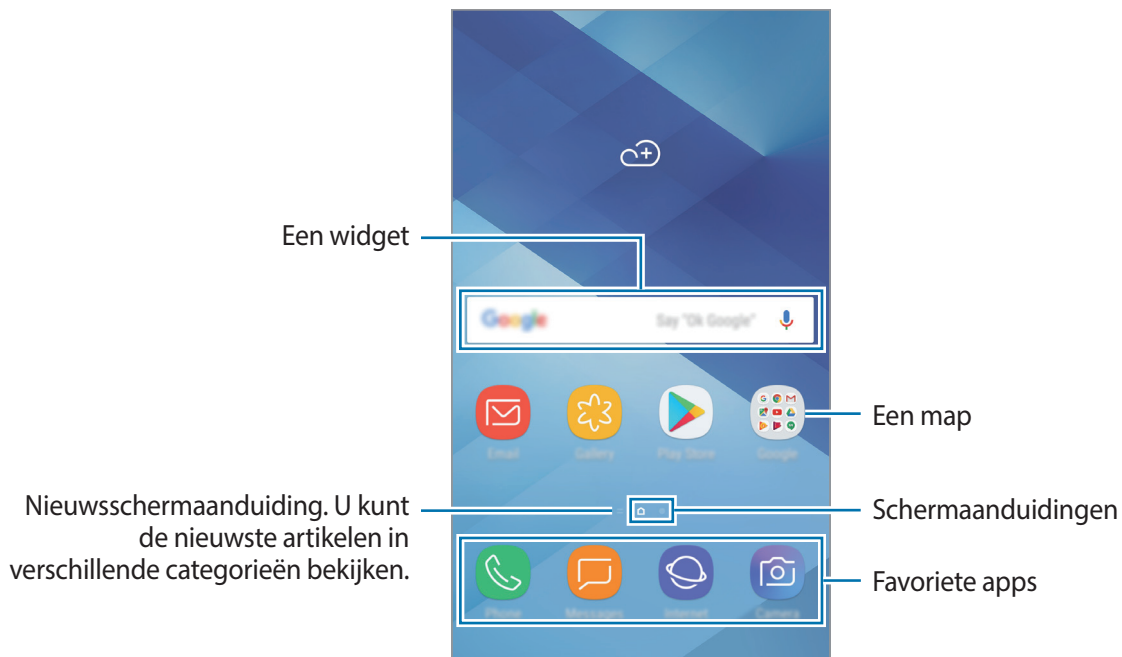 Een widget
Google
Say "Ok Google"
Email
Gallery
Play Store
Google
Een map
Nieuwsschermaanduiding. U kunt
de nieuwste artikelen in
verschillende categorieën bekijken.
Schermaanduidingen
Phone
Messages
Internet
Camera
Favoriete apps